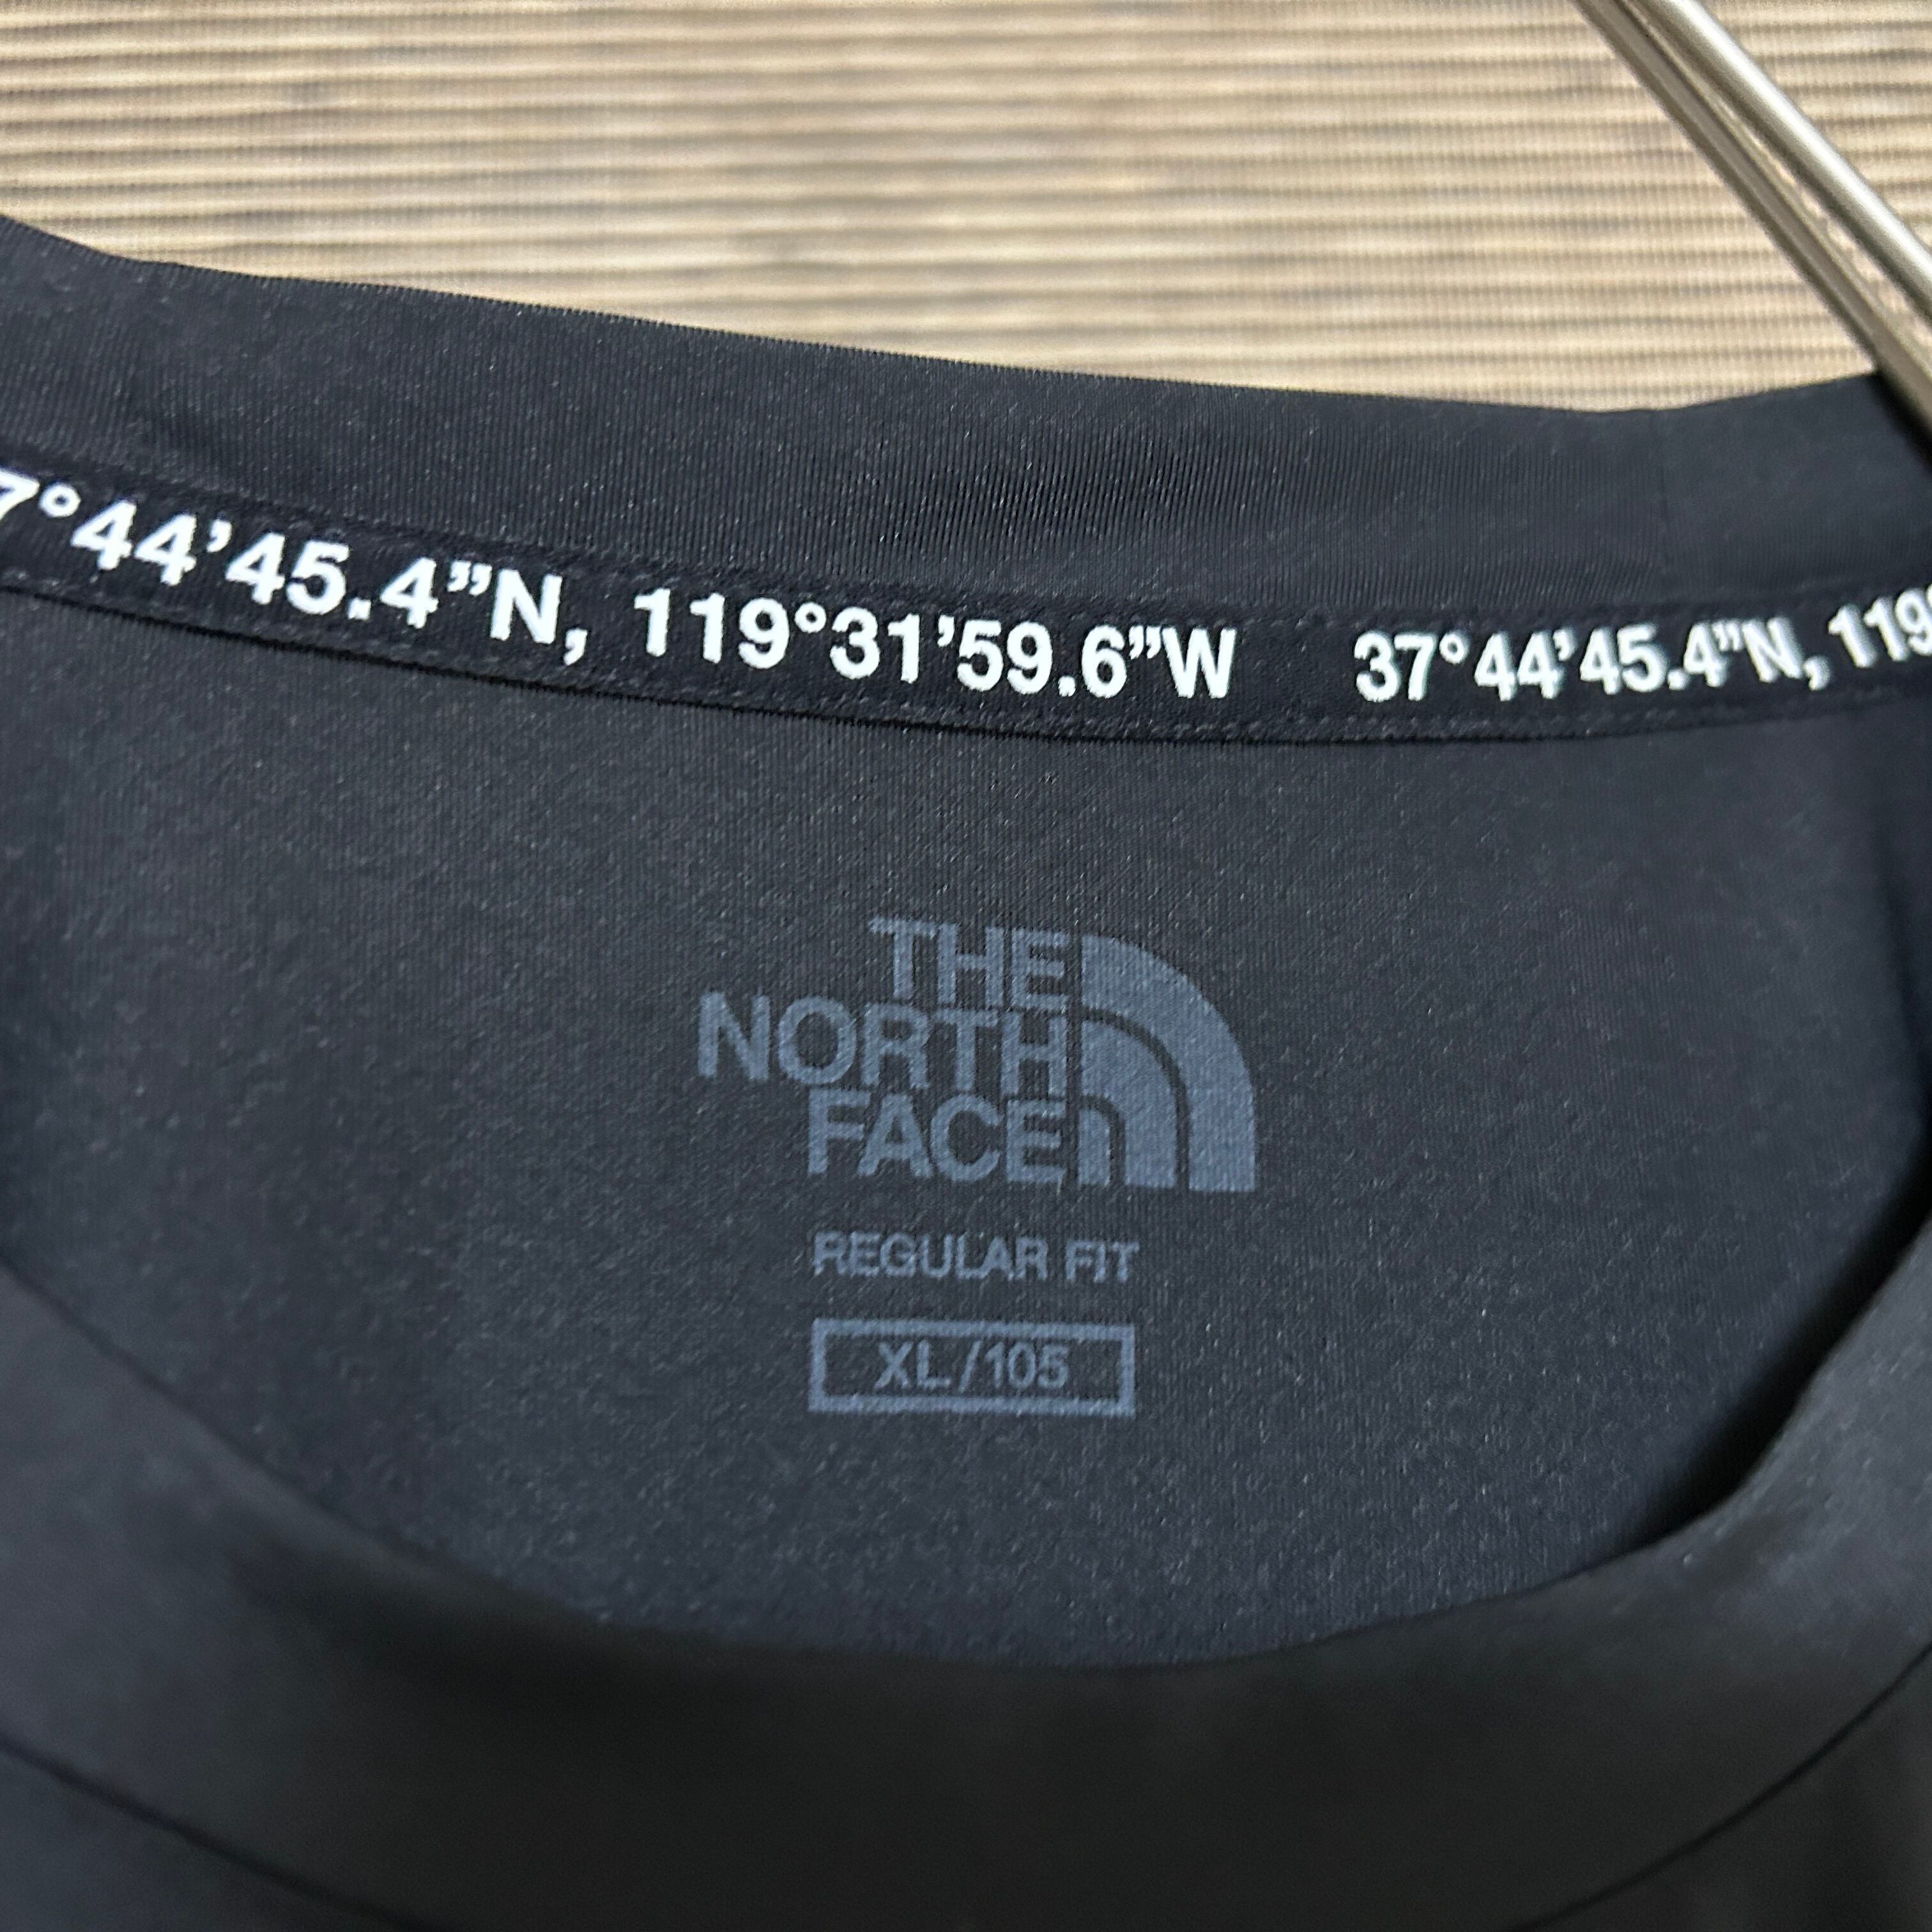 7°44’45.4”N, 119°31’59.6”W 37°44’45.4”N, 119°
THE
NORTH
FACE
REGULAR FIT
XL/105